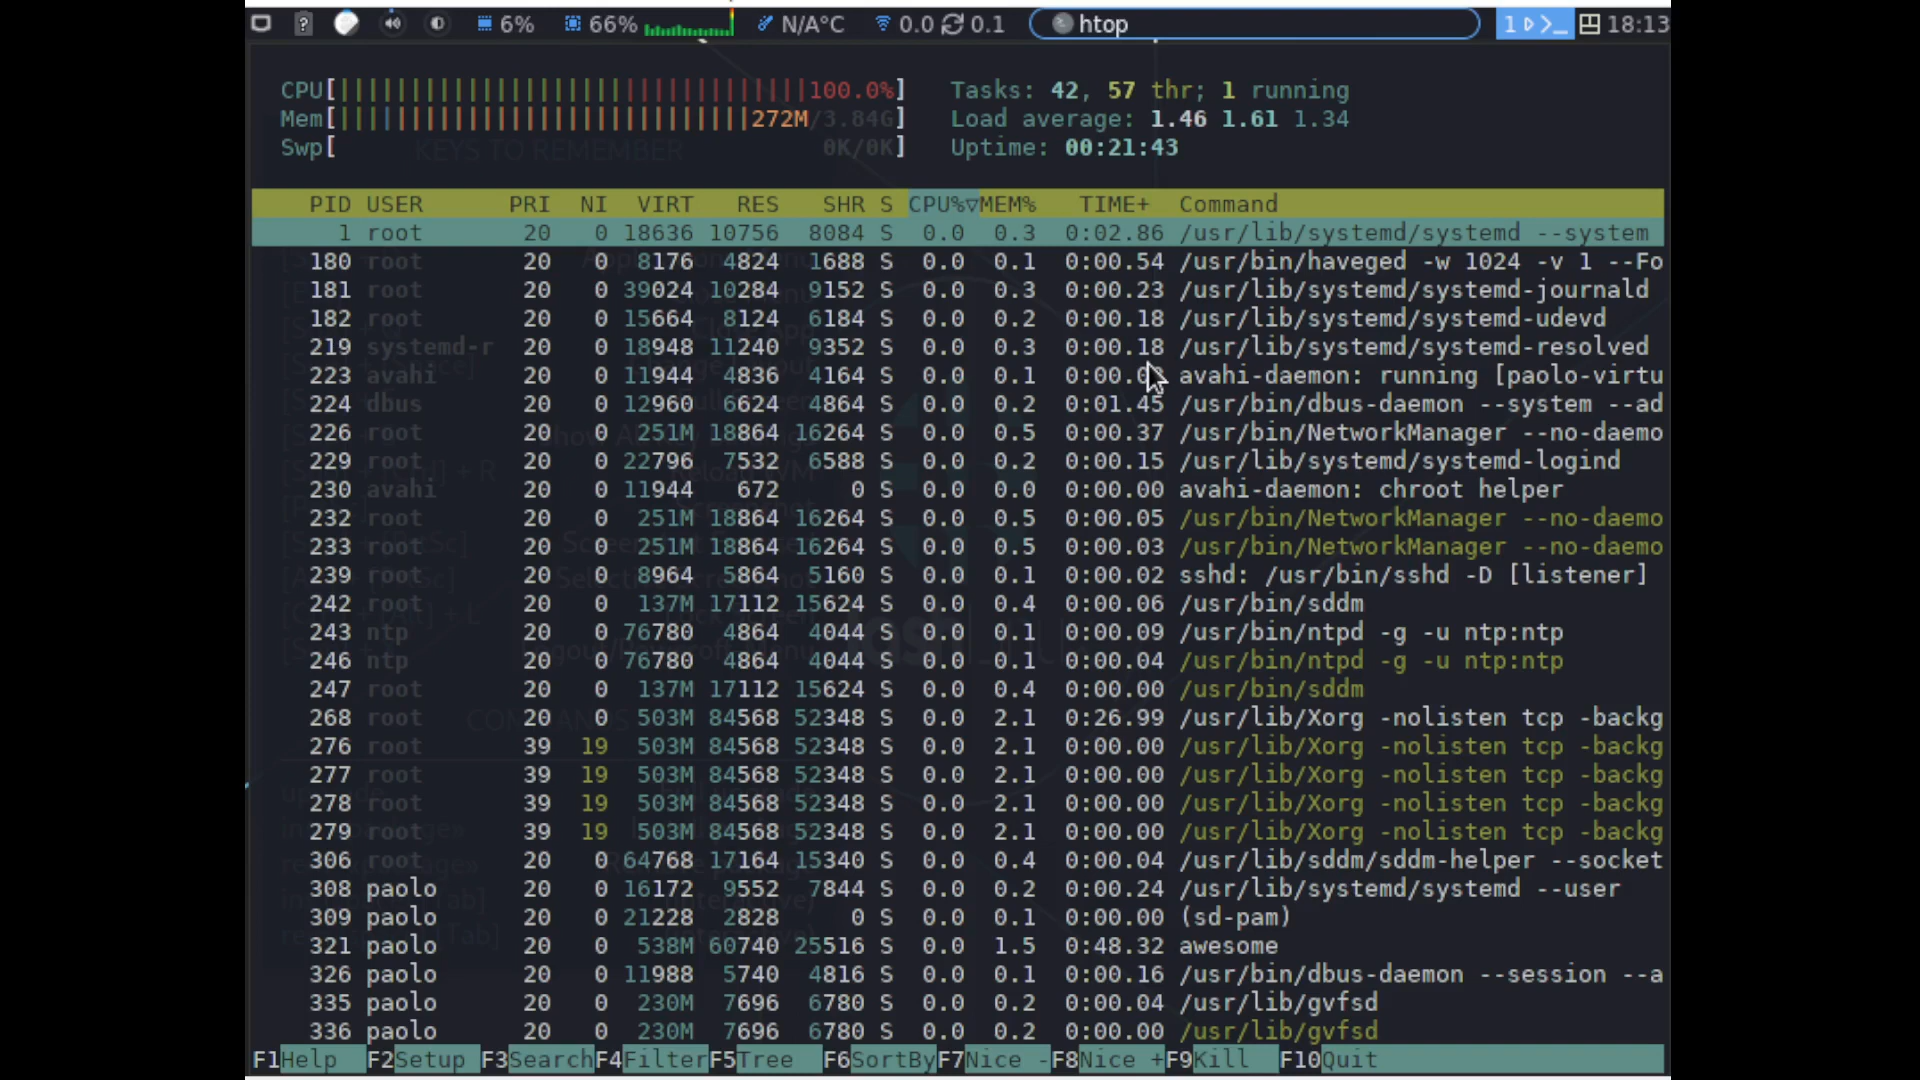 ? 6% 66% N/A°C 0.0 0.1 htop 1 18:13
CPU[100.0%] Tasks: 42, 57 thr; 1 running
Mem[272M/3.84G] Load average: 1.46 1.61 1.34
Swp[0K/0K] Uptime: 00:21:43
KEYS TO REMEMBER
PID USER PRI NI VIRT RES SHR S CPU%▽MEM% TIME+ Command
1 root 20 0 18636 10756 8084 S 0.0 0.3 0:02.86 /usr/lib/systemd/systemd --system
180 root 20 0 8176 4824 1688 S 0.0 0.1 0:00.54 /usr/bin/haveged -w 1024 -v 1 --Fo
181 root 20 0 39024 10284 9152 S 0.0 0.3 0:00.23 /usr/lib/systemd/systemd-journald
182 root 20 0 15664 8124 6184 S 0.0 0.2 0:00.18 /usr/lib/systemd/systemd-udevd
219 systemd-r 20 0 18948 11240 9352 S 0.0 0.3 0:00.18 /usr/lib/systemd/systemd-resolved
223 avahi 20 0 11944 4836 4164 S 0.0 0.1 avahi-daemon: running [paolo-virtu
224 dbus 20 0 12960 6624 4864 S 0.0 0.2 0:01.45 /usr/bin/dbus-daemon --system --ad
226 root 20 0 251M 18864 16264 S 0.0 0.5 0:00.37 /usr/bin/NetworkManager --no-daemo
229 root 20 0 22796 7532 6588 S 0.0 0.2 0:00.15 /usr/lib/systemd/systemd-logind
230 avahi 20 0 11944 672 0 S 0.0 0.0 0:00.00 avahi-daemon: chroot helper
232 root 20 0 251M 18864 16264 S 0.0 0.5 0:00.05 /usr/bin/NetworkManager --no-daemo
233 root 20 0 251M 18864 16264 S 0.0 0.5 0:00.03 /usr/bin/NetworkManager --no-daemo
239 root 20 0 8964 5864 5160 S 0.0 0.1 0:00.02 sshd: /usr/bin/sshd -D [listener]
242 root 20 0 137M 17112 15624 S 0.0 0.4 0:00.06 /usr/bin/sddm
243 ntp 20 0 76780 4864 4044 S 0.0 0.1 0:00.09 /usr/bin/ntpd -g -u ntp:ntp
246 ntp 20 0 76780 4864 4044 S 0.0 0.1 0:00.04 /usr/bin/ntpd -g -u ntp:ntp
247 root 20 0 137M 17112 15624 S 0.0 0.4 0:00.00 /usr/bin/sddm
268 root 20 0 503M 84568 52348 S 0.0 2.1 0:26.99 /usr/lib/Xorg -nolisten tcp -backg
276 root 39 19 503M 84568 52348 S 0.0 2.1 0:00.00 /usr/lib/Xorg -nolisten tcp -backg
277 root 39 19 503M 84568 52348 S 0.0 2.1 0:00.00 /usr/lib/Xorg -nolisten tcp -backg
278 root 39 19 503M 84568 52348 S 0.0 2.1 0:00.00 /usr/lib/Xorg -nolisten tcp -backg
279 root 39 19 503M 84568 52348 S 0.0 2.1 0:00.00 /usr/lib/Xorg -nolisten tcp -backg
306 root 20 0 64768 17164 15340 S 0.0 0.4 0:00.04 /usr/lib/sddm/sddm-helper --socket
308 paolo 20 0 16172 9552 7844 S 0.0 0.2 0:00.24 /usr/lib/systemd/systemd --user
309 paolo 20 0 21228 2828 0 S 0.0 0.1 0:00.00 (sd-pam)
321 paolo 20 0 538M 60740 25516 S 0.0 1.5 0:48.32 awesome
326 paolo 20 0 11988 5740 4816 S 0.0 0.1 0:00.16 /usr/bin/dbus-daemon --session --a
335 paolo 20 0 230M 7696 6780 S 0.0 0.2 0:00.04 /usr/lib/gvfsd
336 paolo 20 0 230M 7696 6780 S 0.0 0.2 0:00.00 /usr/lib/gvfsd
F1Help F2Setup F3SearchF4FilterF5Tree F6SortByF7Nice -F8Nice +F9Kill F10Quit